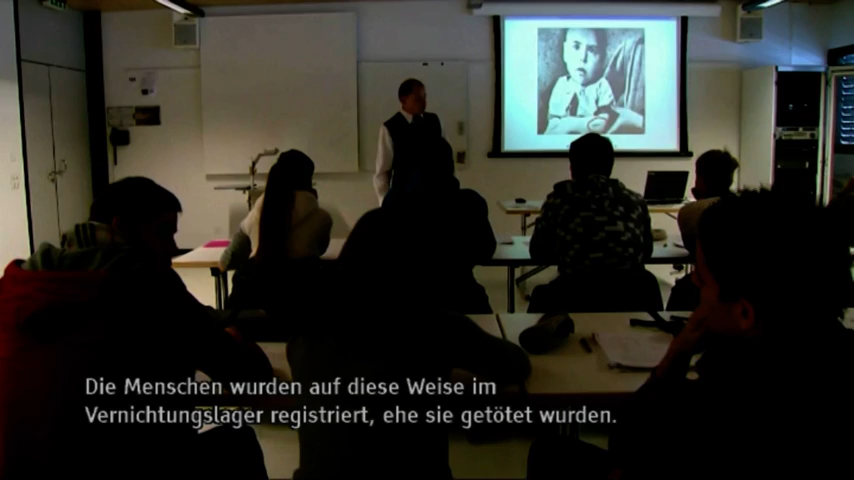 Die Menschen wurden auf diese Weise im
Vernichtungslager registriert, ehe sie getötet wurden.